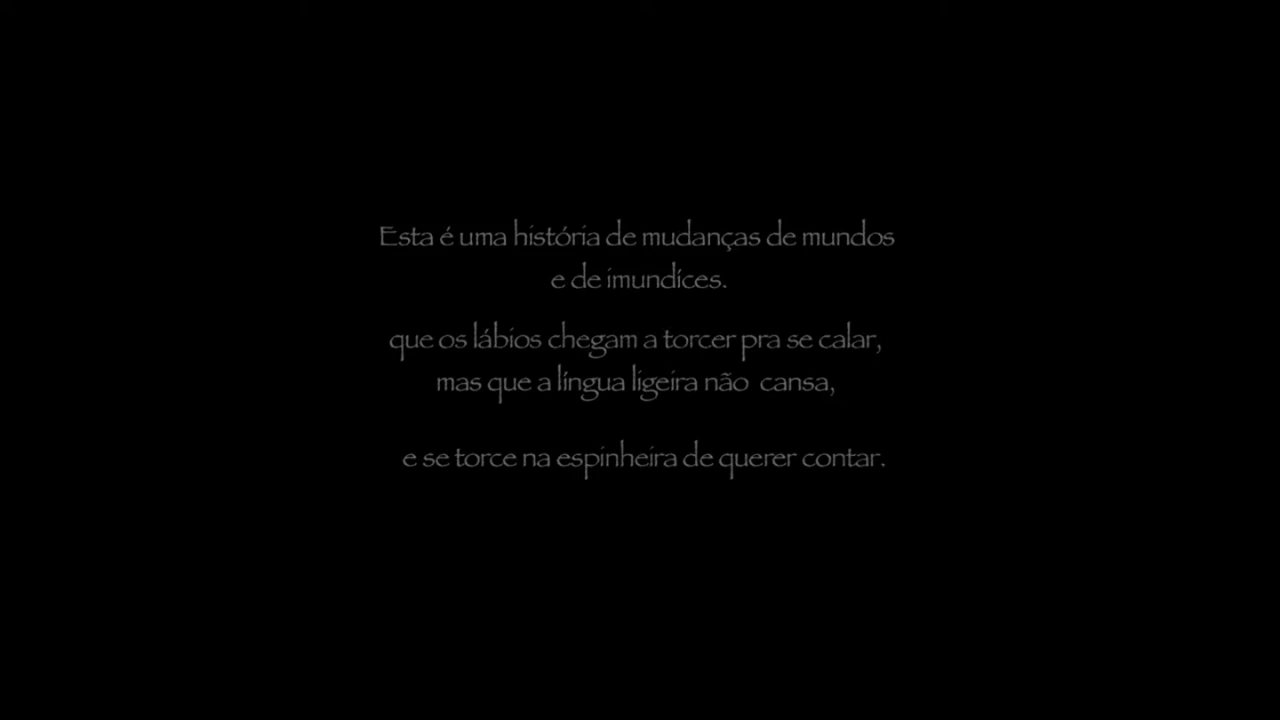 Esta é uma história de mudanças de mundos
e de imundíces.
que os lábios chegam a torcer pra se calar,
mas que a língua ligeira não cansa,
e se torce na espinheira de querer contar.